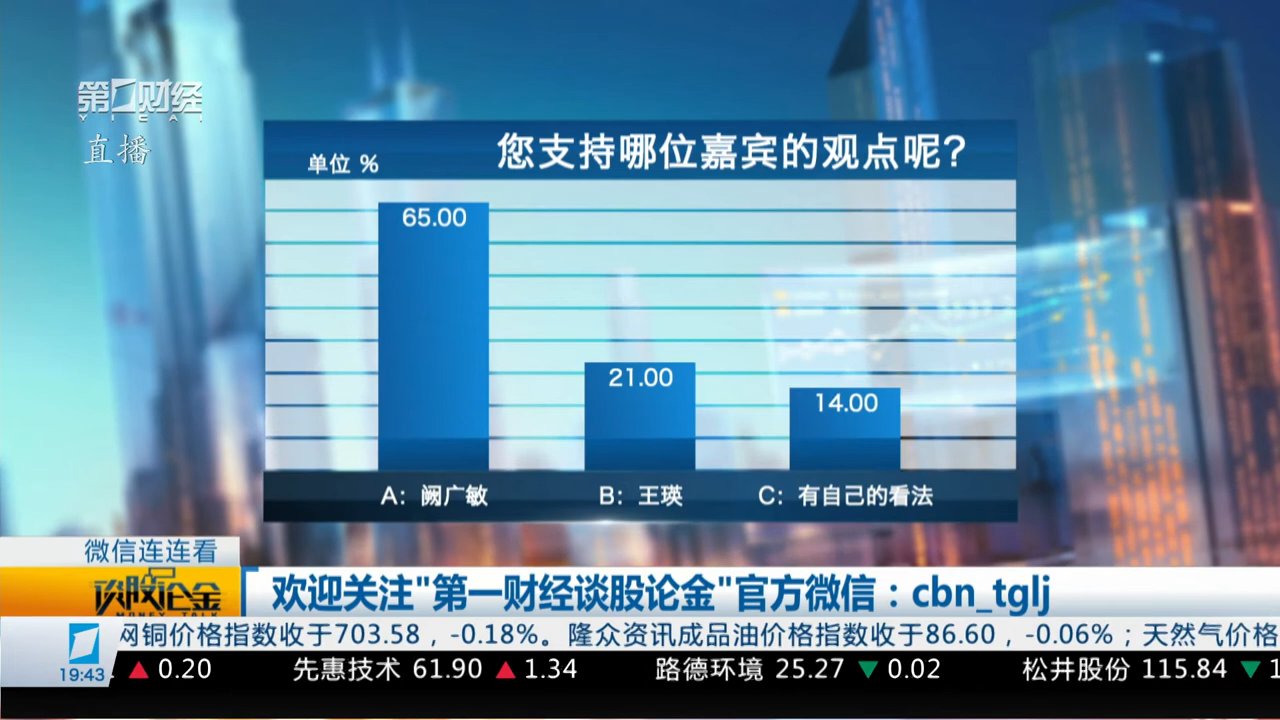 第一财经
YICAI
直播
单位 %
您支持哪位嘉宾的观点呢?
65.00
21.00
14.00
A: 阙广敏
B: 王瑛
C: 有自己的看法
微信连连看
谈股论金
MONEY TALK
欢迎关注"第一财经谈股论金"官方微信：cbn_tglj
网铜价格指数收于703.58，-0.18%。隆众资讯成品油价格指数收于86.60，-0.06%；天然气价格
19:43
▲ 0.20 先惠技术 61.90 ▲ 1.34 路德环境 25.27 ▼ 0.02 松井股份 115.84 ▼ 1